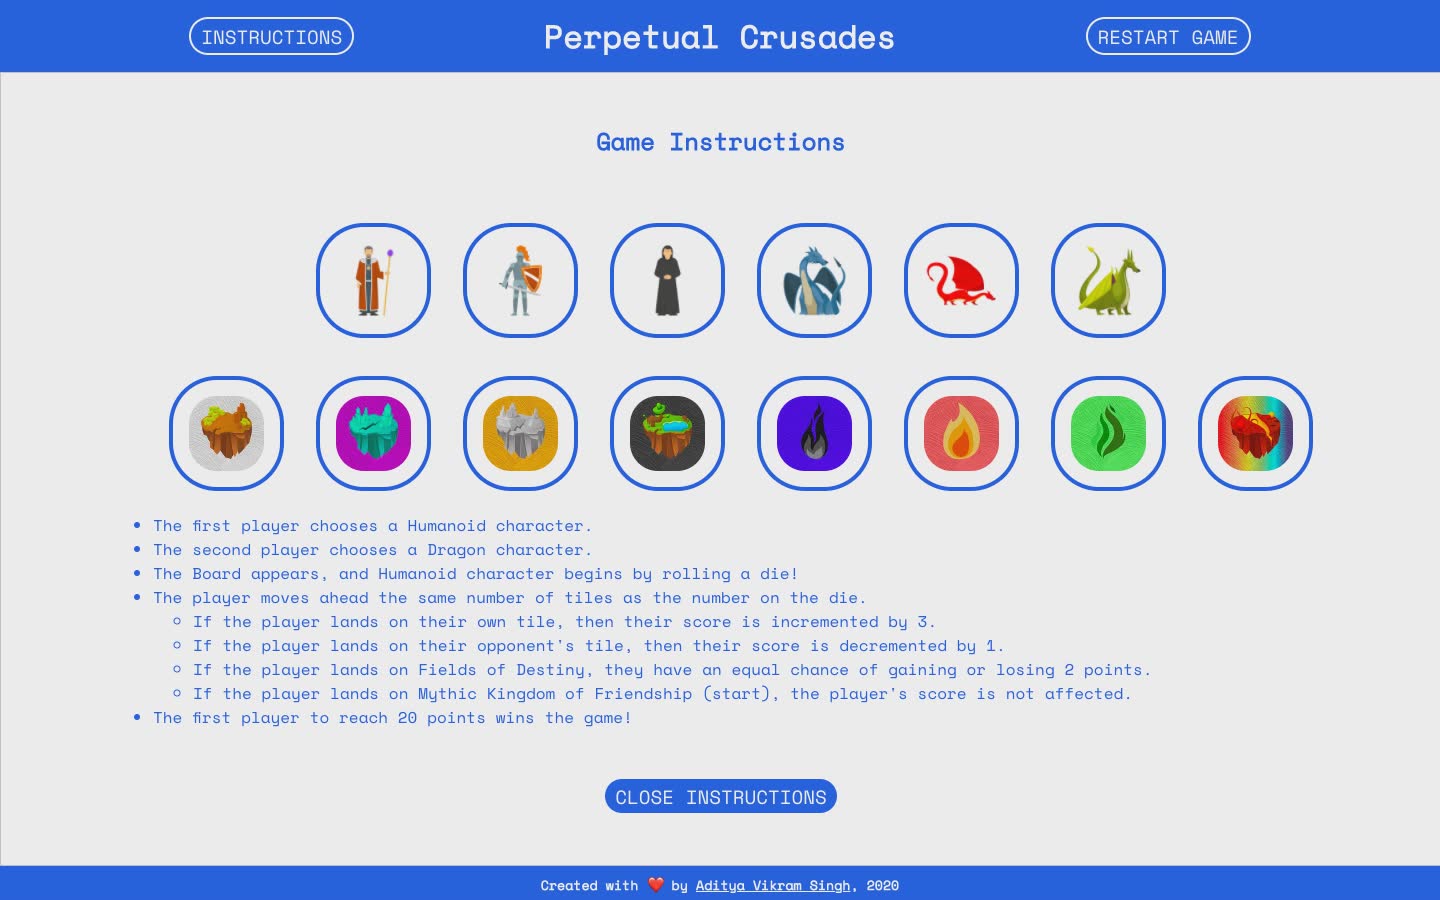 INSTRUCTIONS
Perpetual Crusades
RESTART GAME
Game Instructions
The first player chooses a Humanoid character.
The second player chooses a Dragon character.
The Board appears, and Humanoid character begins by rolling a die!
The player moves ahead the same number of tiles as the number on the die.
If the player lands on their own tile, then their score is incremented by 3.
If the player lands on their opponent's tile, then their score is decremented by 1.
If the player lands on Fields of Destiny, they have an equal chance of gaining or losing 2 points.
If the player lands on Mythic Kingdom of Friendship (start), the player's score is not affected.
The first player to reach 20 points wins the game!
CLOSE INSTRUCTIONS
Created with ❤️ by Aditya Vikram Singh, 2020